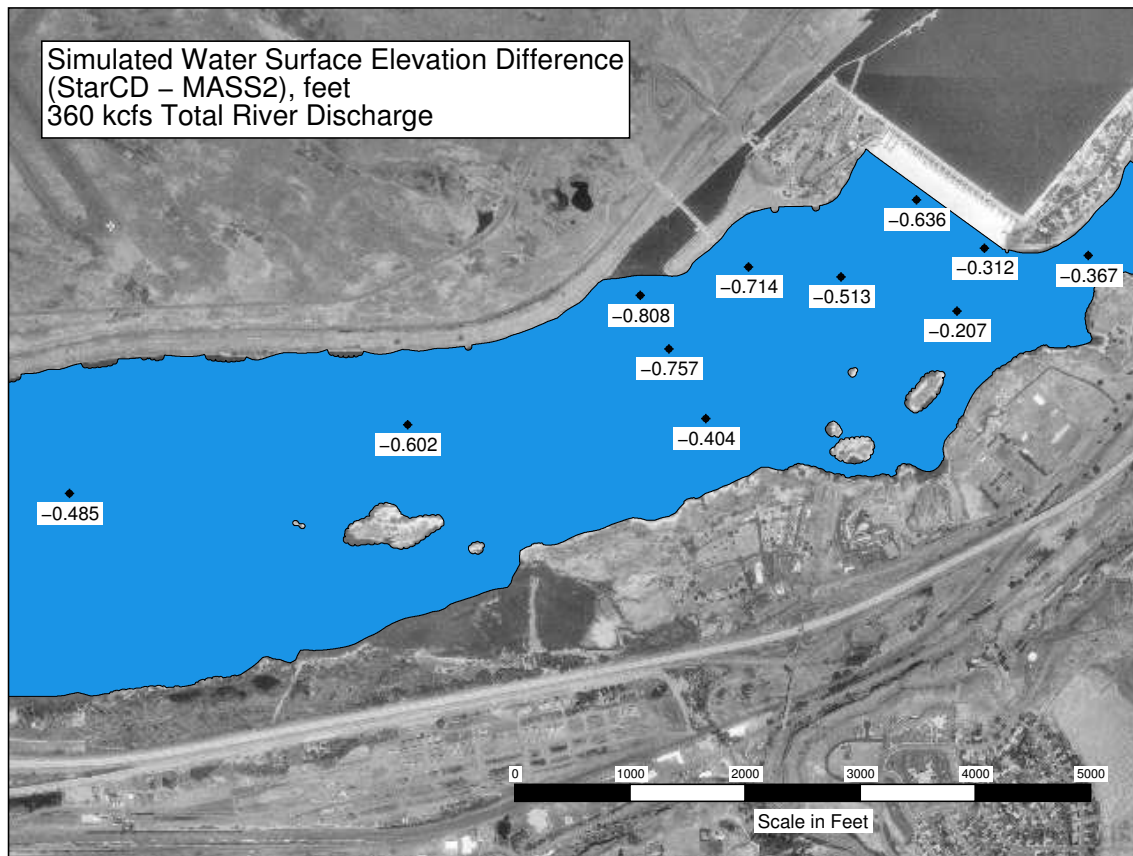 Simulated Water Surface Elevation Difference
(StarCD − MASS2), feet
360 kcfs Total River Discharge
−0.636
−0.312
−0.367
−0.714
−0.513
−0.808
−0.207
−0.757
−0.404
−0.602
−0.485
0 1000 2000 3000 4000 5000
Scale in Feet